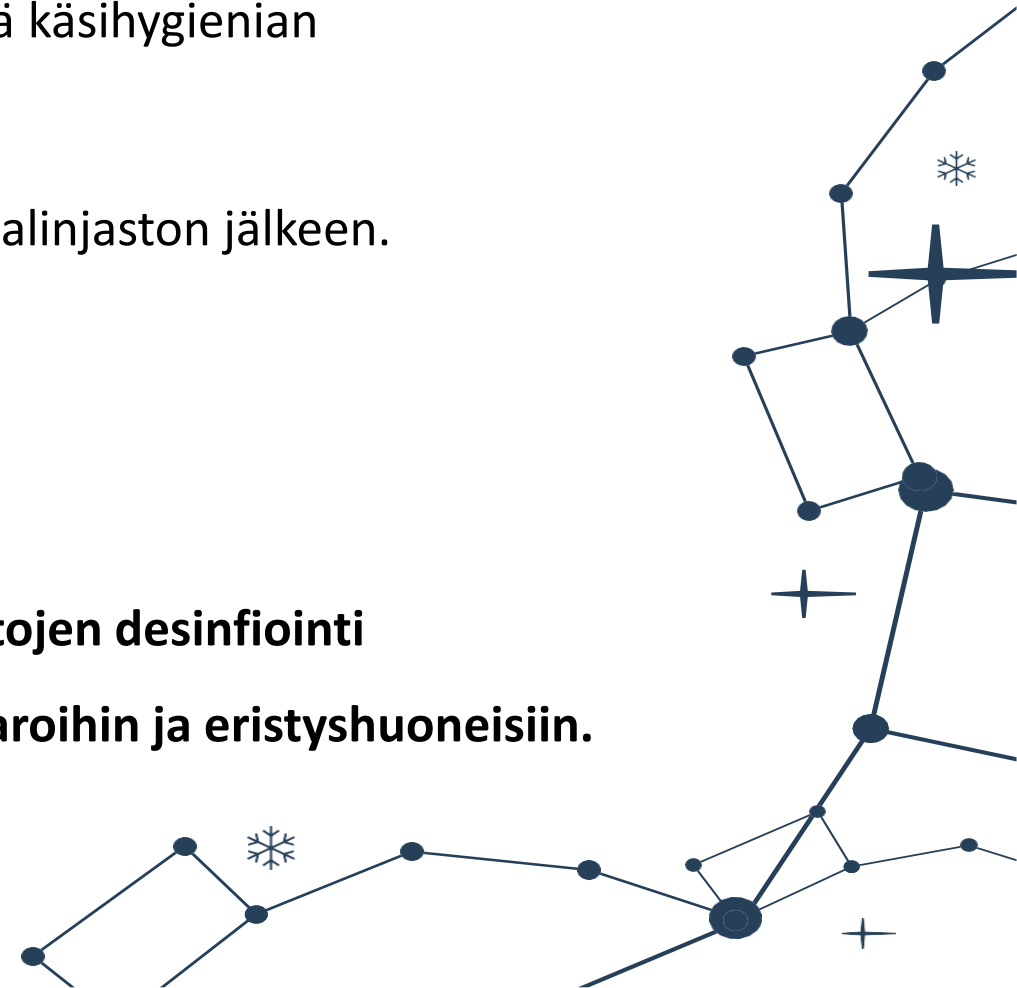 ä käsihygienian
alinjaston jälkeen.
tojen desinfiointi
aroihin ja eristyshuoneisiin.